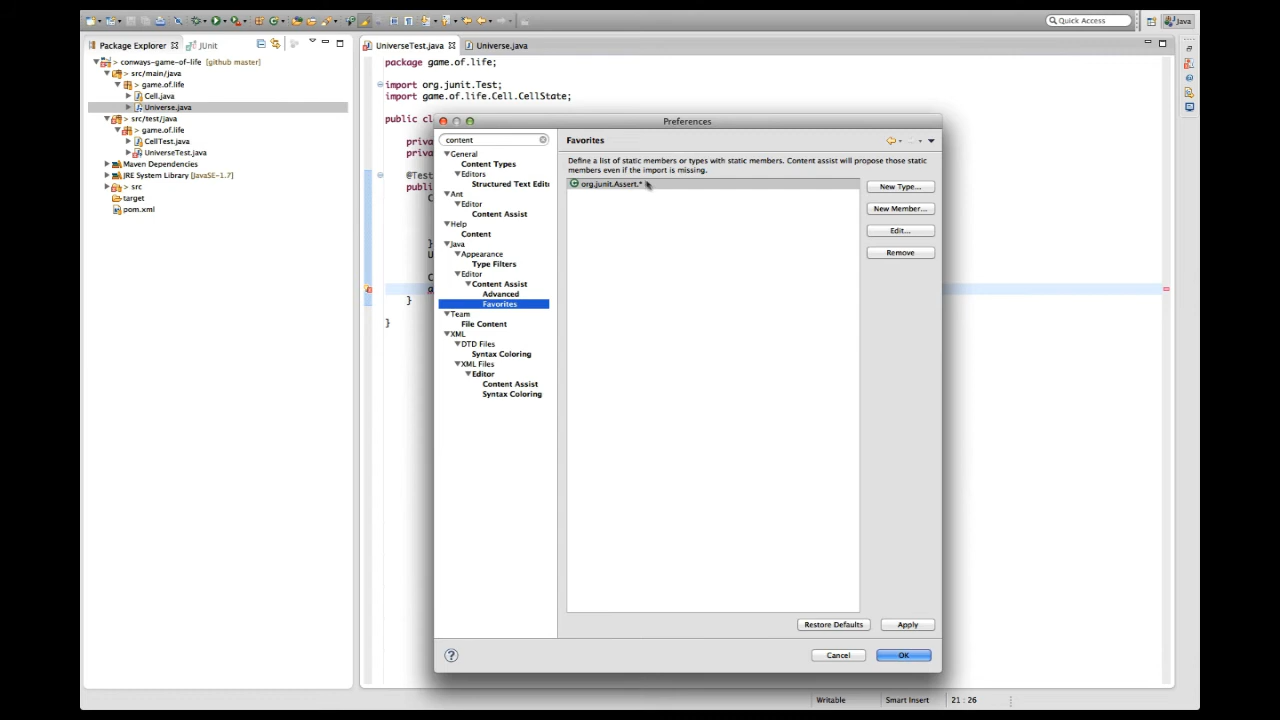 Quick Access
Java
Package Explorer
JUnit
conways-game-of-life [github master]
> src/main/java
> game.of.life
> Cell.java
> Universe.java
> src/test/java
> game.of.life
> CellTest.java
> UniverseTest.java
Maven Dependencies
JRE System Library [JavaSE-1.7]
> src
target
pom.xml
UniverseTest.java
Universe.java
package game.of.life;
import org.junit.Test;
import game.of.life.Cell.CellState;
public cl
priva
priva
@Test
publi
C
}
U
C
}
}
Preferences
content
General
Content Types
Editors
Structured Text Edito
Ant
Editor
Content Assist
Help
Content
Java
Appearance
Type Filters
Editor
Content Assist
Advanced
Favorites
Team
File Content
XML
DTD Files
Syntax Coloring
XML Files
Editor
Content Assist
Syntax Coloring
Favorites
Define a list of static members or types with static members. Content assist will propose those static
members even if the import is missing.
org.junit.Assert.*
New Type...
New Member...
Edit...
Remove
Restore Defaults
Apply
?
Cancel
OK
Writable
Smart Insert
21 : 26